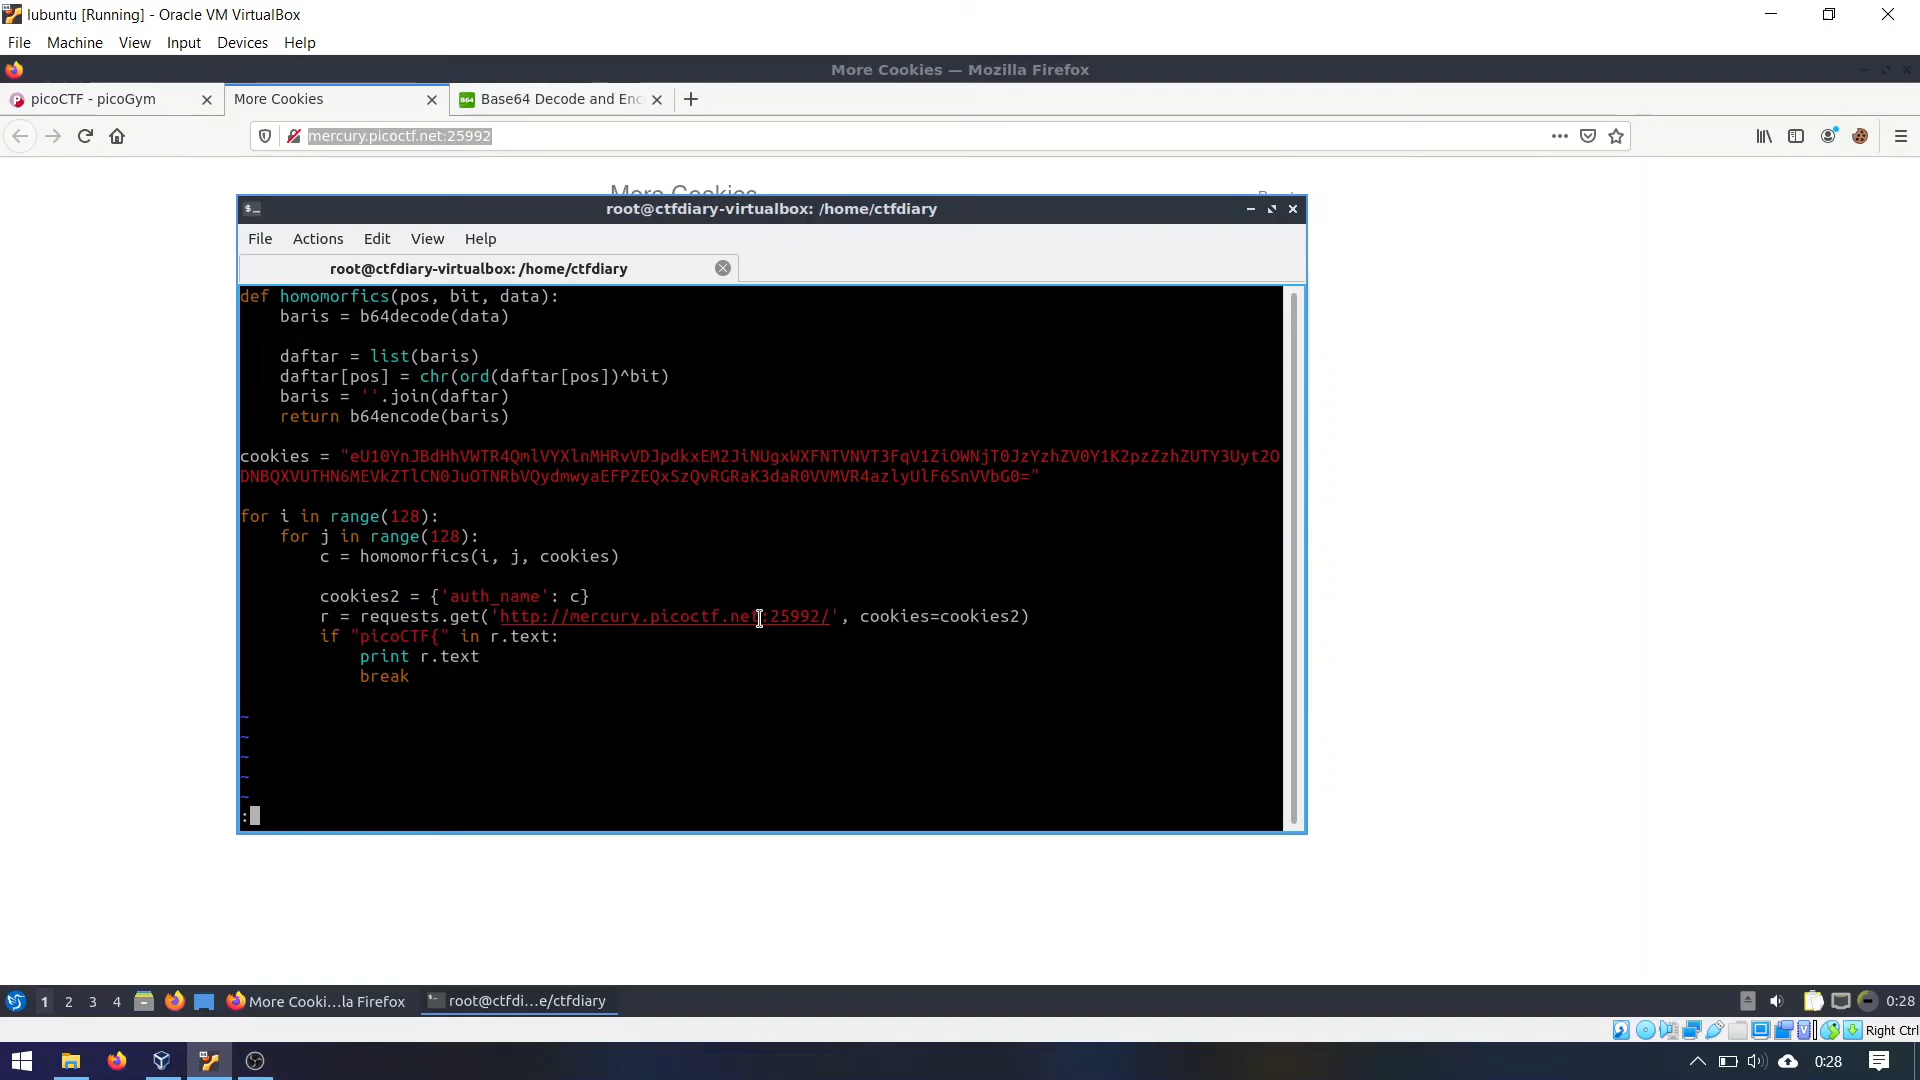 lubuntu [Running] - Oracle VM VirtualBox
File Machine View Input Devices Help
More Cookies — Mozilla Firefox
picoCTF - picoGym
More Cookies
Base64 Decode and Enc
mercury.picoctf.net:25992
More Cookies
root@ctfdiary-virtualbox: /home/ctfdiary
File Actions Edit View Help
root@ctfdiary-virtualbox: /home/ctfdiary
def homomorfics(pos, bit, data):
    baris = b64decode(data)
    daftar = list(baris)
    daftar[pos] = chr(ord(daftar[pos])^bit)
    baris = ''.join(daftar)
    return b64encode(baris)
cookies = "eU10YnJBdHhVWTR4QmlVYXlnMHRvVDJpdkxEM2JiNUgxWXFNTVNVT3FqV1ZiOWNjT0JzYzhZV0Y1K2pzZzhZUTY3Uyt2O
DNBQXVUTHN6MEVkZTlCN0JuOTNRbVQydmwyaEFPZEQxSzQvRGRaK3daR0VVMVR4azlyUlF6SnVVbG0="
for i in range(128):
    for j in range(128):
        c = homomorfics(i, j, cookies)
        cookies2 = {'auth_name': c}
        r = requests.get('http://mercury.picoctf.net:25992/', cookies=cookies2)
        if "picoCTF{" in r.text:
            print r.text
            break
~
~
~
~
~
:
1 2 3 4 More Cooki...la Firefox root@ctfdi...e/ctfdiary 0:28
Right Ctrl
0:28